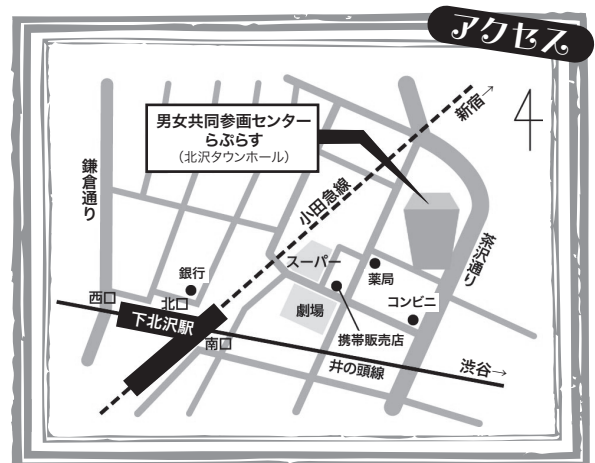 アクセス
新宿→
男女共同参画センター
らぷらす
(北沢タウンホール)
鎌倉通り
小田急線
茶沢通り
スーパー
薬局
銀行
コンビニ
西口
北口
劇場
下北沢駅
携帯販売店
南口
井の頭線
渋谷→